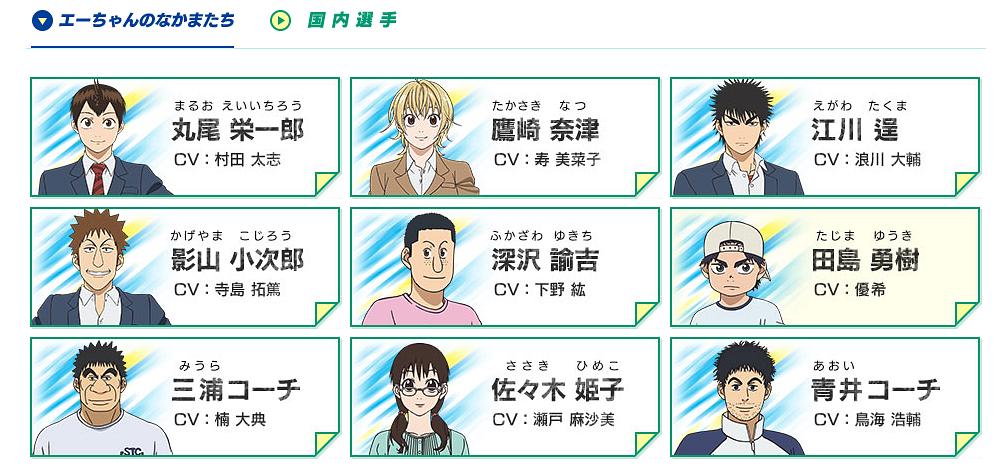 エーちゃんのなかまたち
国内選手
まるお えいいちろう
丸尾 栄一郎
CV：村田 太志
たかさき なつ
鷹崎 奈津
CV：寿 美菜子
えがわ たくま
江川 逞
CV：浪川 大輔
かげやま こじろう
影山 小次郎
CV：寺島 拓篤
ふかざわ ゆきち
深沢 諭吉
CV：下野 紘
たじま ゆうき
田島 勇樹
CV：優希
みうら
三浦コーチ
CV：楠 大典
ささき ひめこ
佐々木 姫子
CV：瀬戸 麻沙美
あおい
青井コーチ
CV：鳥海 浩輔
STC